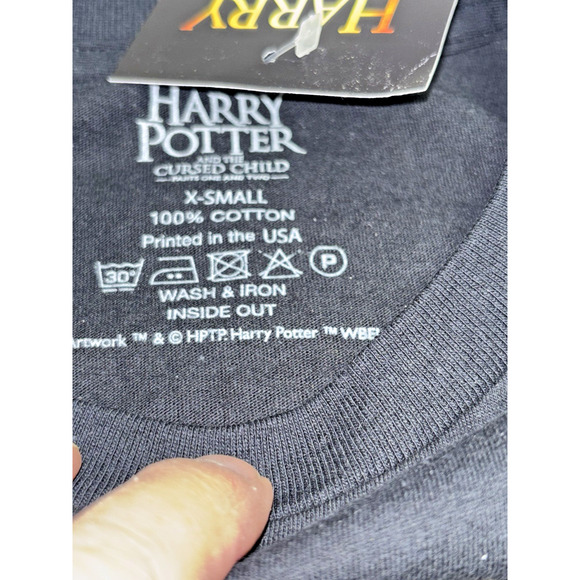 HARRY
HARRY
POTTER
AND THE
CURSED CHILD
PARTS ONE AND TWO
X-SMALL
100% COTTON
Printed in the USA
30° P
WASH & IRON
INSIDE OUT
Artwork ™ & © HPTP. Harry Potter ™ WBEI